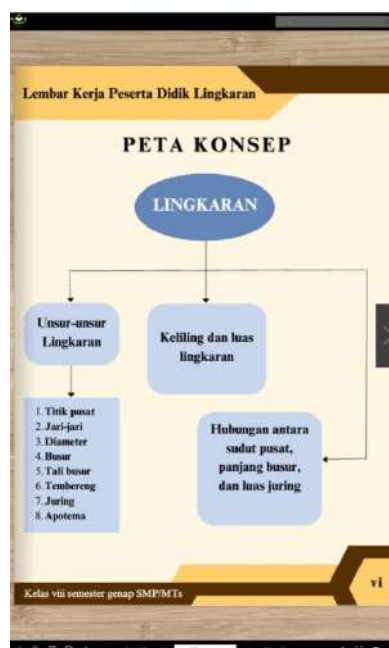 Lembar Kerja Peserta Didik Lingkaran
PETA KONSEP
LINGKARAN
Unsur-unsur
Lingkaran
Keliling dan luas
lingkaran
1. Titik pusat
2. Jari-jari
3. Diameter
4. Busur
5. Tali busur
6. Tembereng
7. Juring
8. Apotema
Hubungan antara
sudut pusat,
panjang busur,
dan luas juring
Kelas viii semester genap SMP/MTs
vi